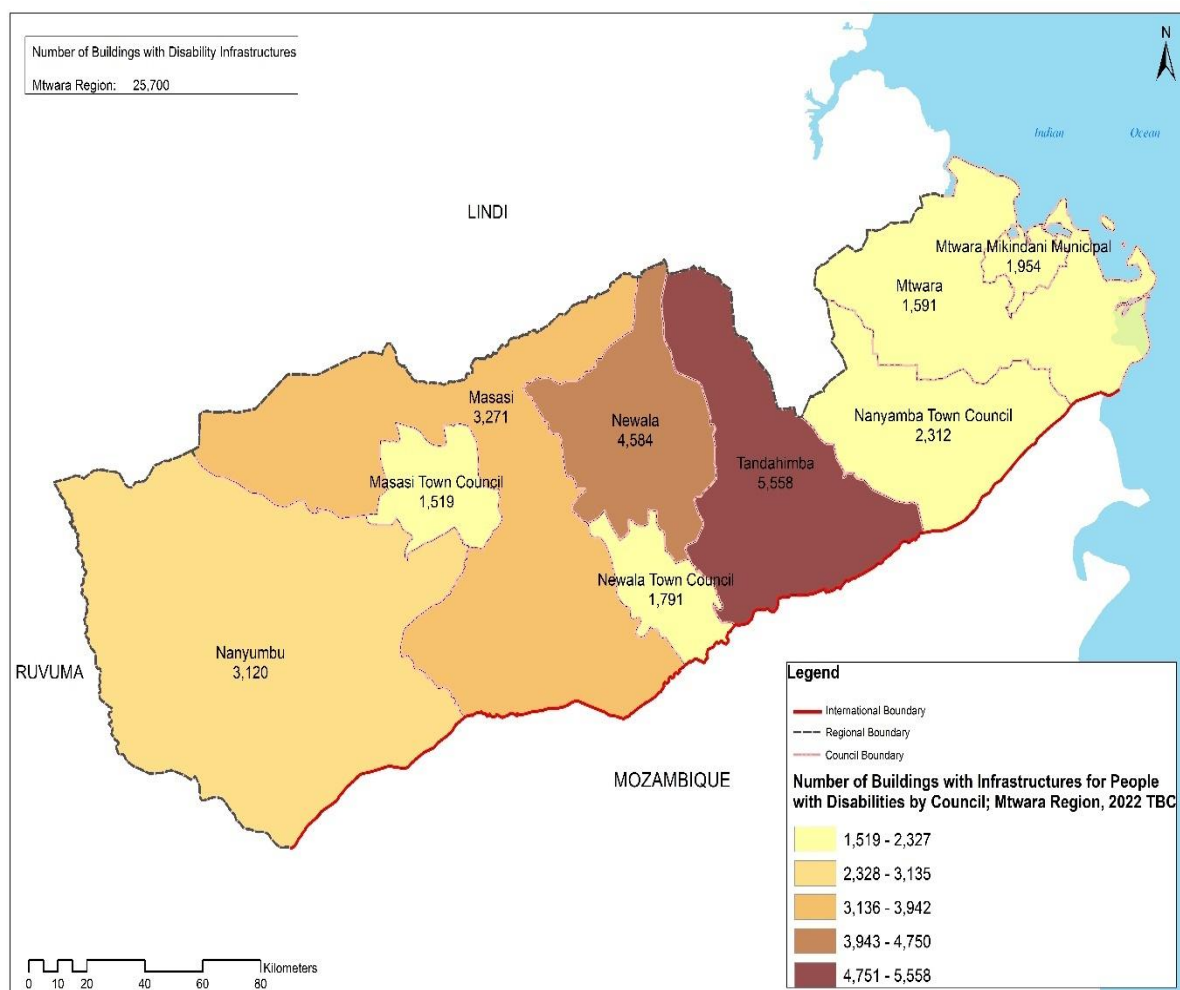 Number of Buildings with Disability Infrastructures
Mtwara Region: 25,700
N
Indian Ocean
LINDI
Mtwara Mikindani Municipal
1,954
Mtwara
1,591
Masasi
3,271
Newala
4,584
Nanyamba Town Council
2,312
Tandahimba
5,558
Masasi Town Council
1,519
Newala Town Council
1,791
Nanyumbu
3,120
RUVUMA
MOZAMBIQUE
Legend
International Boundary
Regional Boundary
Council Boundary
Number of Buildings with Infrastructures for People
with Disabilities by Council; Mtwara Region, 2022 TBC
1,519 - 2,327
2,328 - 3,135
3,136 - 3,942
3,943 - 4,750
4,751 - 5,558
Kilometers
0 10 20 40 60 80